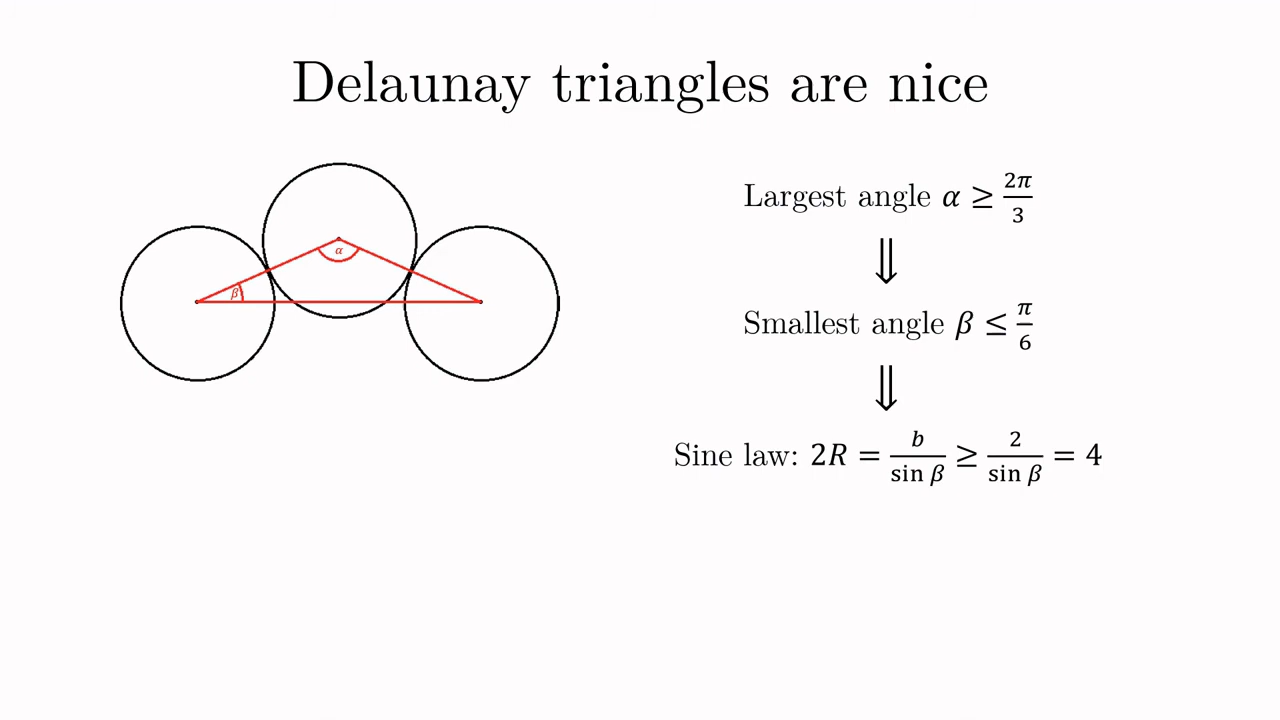 Delaunay triangles are nice
α
β
Largest angle α ≥ 2π/3
⇓
Smallest angle β ≤ π/6
⇓
Sine law: 2R = b/sin β ≥ 2/sin β = 4